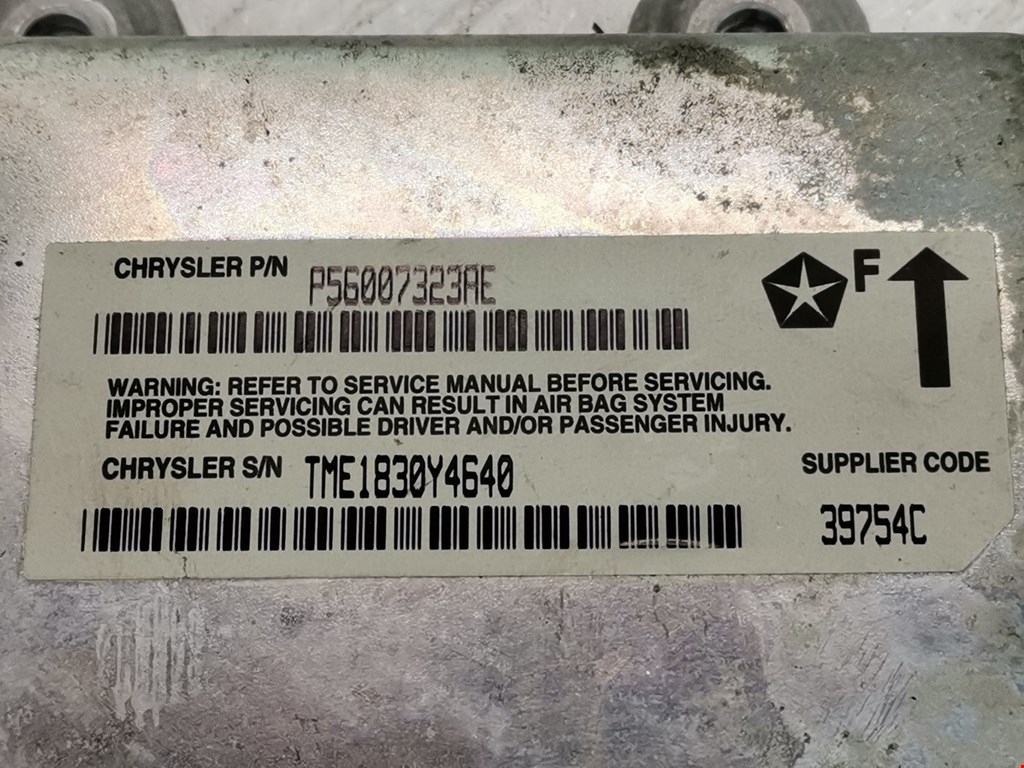 CHRYSLER P/N P56007323AE
F
WARNING: REFER TO SERVICE MANUAL BEFORE SERVICING.
IMPROPER SERVICING CAN RESULT IN AIR BAG SYSTEM
FAILURE AND POSSIBLE DRIVER AND/OR PASSENGER INJURY.
CHRYSLER S/N TME1830Y4640
SUPPLIER CODE
39754C